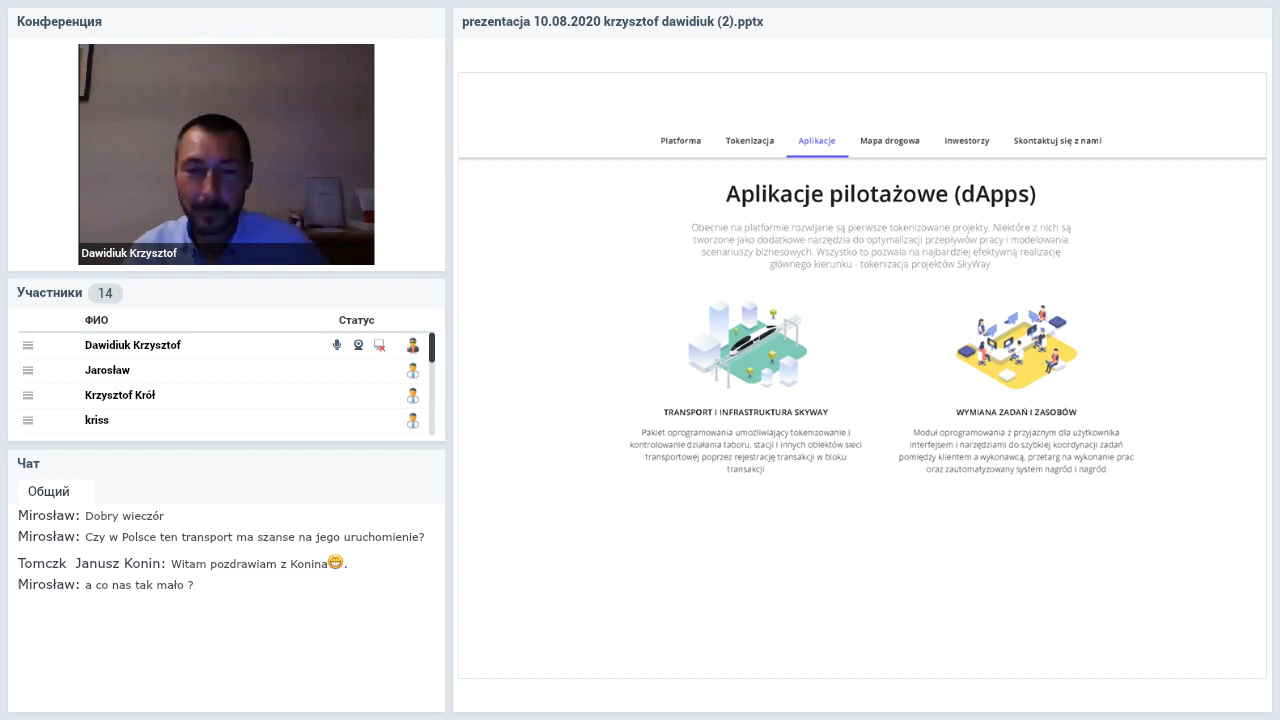 Конференция
Dawidiuk Krzysztof
Участники 14
ФИО Статус
Dawidiuk Krzysztof
Jarosław
Krzysztof Król
kriss
Чат
Общий
Mirosław: Dobry wieczór
Mirosław: Czy w Polsce ten transport ma szanse na jego uruchomienie?
Tomczk Janusz Konin: Witam pozdrawiam z Konina😁.
Mirosław: a co nas tak mało ?
prezentacja 10.08.2020 krzysztof dawidiuk (2).pptx
Platforma Tokenizacja Aplikacje Mapa drogowa Inwestorzy Skontaktuj się z nami
Aplikacje pilotażowe (dApps)
Obecnie na platformie rozwijane są pierwsze tokenizowane projekty. Niektóre z nich są
tworzone jako dodatkowe narzędzia do optymalizacji przepływów pracy i modelowania
scenariuszy biznesowych. Wszystko to pozwala na najbardziej efektywną realizację
głównego kierunku - tokenizacja projektów SkyWay.
TRANSPORT I INFRASTRUKTURA SKYWAY
Pakiet oprogramowania umożliwiający tokenizowanie i
kontrolowanie działania taboru, stacji i innych obiektów sieci
transportowej poprzez rejestrację transakcji w bloku
transakcji
WYMIANA ZADAŃ I ZASOBÓW
Moduł oprogramowania z przyjaznym dla użytkownika
interfejsem i narzędziami do szybkiej koordynacji zadań
pomiędzy klientem a wykonawcą, przetarg na wykonanie prac
oraz zautomatyzowany system nagród i nagród